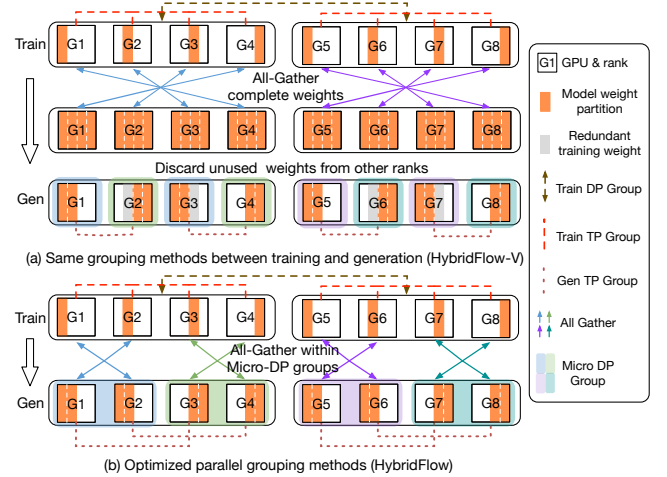 Train
G1 G2 G3 G4 G5 G6 G7 G8
All-Gather
complete weights
G1 G2 G3 G4 G5 G6 G7 G8
Discard unused weights from other ranks
Gen
G1 G2 G3 G4 G5 G6 G7 G8
(a) Same grouping methods between training and generation (HybridFlow-V)
Train
G1 G2 G3 G4 G5 G6 G7 G8
All-Gather within
Micro-DP groups
Gen
G1 G2 G3 G4 G5 G6 G7 G8
(b) Optimized parallel grouping methods (HybridFlow)
G1 GPU & rank
Model weight
partition
Redundant
training weight
Train DP Group
Train TP Group
Gen TP Group
All Gather
Micro DP
Group